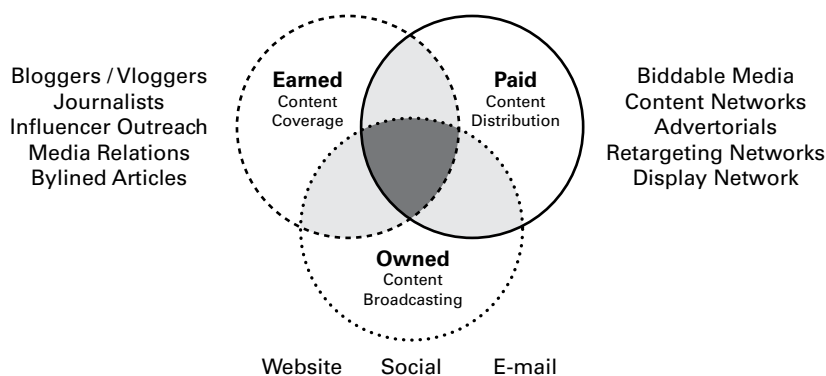 Bloggers / Vloggers
Journalists
Influencer Outreach
Media Relations
Bylined Articles
Earned
Content
Coverage
Paid
Content
Distribution
Biddable Media
Content Networks
Advertorials
Retargeting Networks
Display Network
Owned
Content
Broadcasting
Website Social E-mail